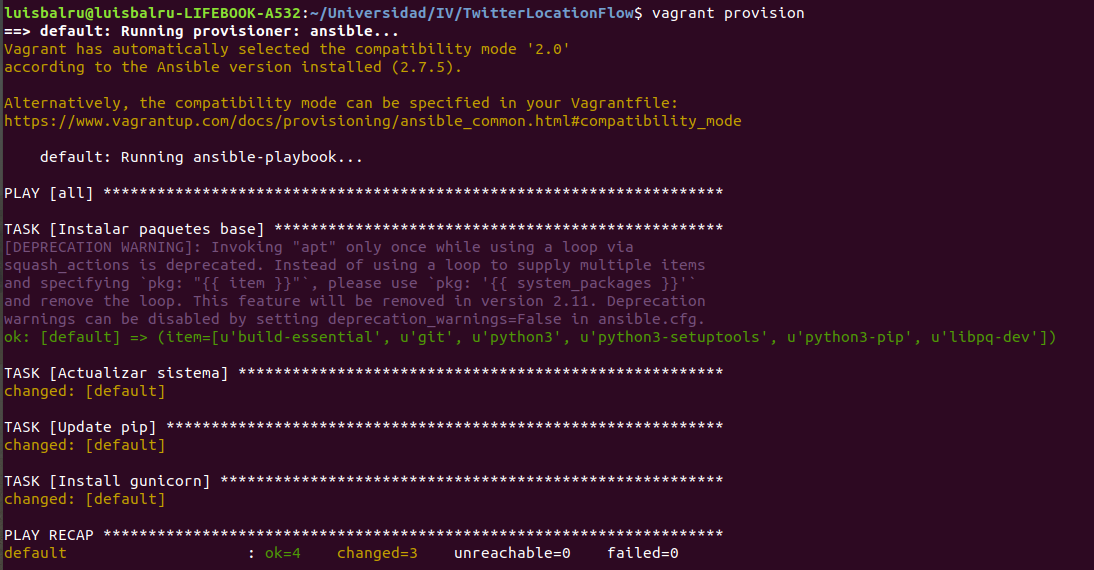 luisbalru@luisbalru-LIFEBOOK-A532:~/Universidad/IV/TwitterLocationFlow$ vagrant provision
==> default: Running provisioner: ansible...
Vagrant has automatically selected the compatibility mode '2.0'
according to the Ansible version installed (2.7.5).

Alternatively, the compatibility mode can be specified in your Vagrantfile:
https://www.vagrantup.com/docs/provisioning/ansible_common.html#compatibility_mode

    default: Running ansible-playbook...

PLAY [all] *********************************************************************

TASK [Instalar paquetes base] **************************************************
[DEPRECATION WARNING]: Invoking "apt" only once while using a loop via
squash_actions is deprecated. Instead of using a loop to supply multiple items
and specifying `pkg: "{{ item }}"`, please use `pkg: '{{ system_packages }}'`
and remove the loop. This feature will be removed in version 2.11. Deprecation
warnings can be disabled by setting deprecation_warnings=False in ansible.cfg.
ok: [default] => (item=[u'build-essential', u'git', u'python3', u'python3-setuptools', u'python3-pip', u'libpq-dev'])

TASK [Actualizar sistema] ******************************************************
changed: [default]

TASK [Update pip] **************************************************************
changed: [default]

TASK [Install gunicorn] ********************************************************
changed: [default]

PLAY RECAP *********************************************************************
default                    : ok=4    changed=3    unreachable=0    failed=0